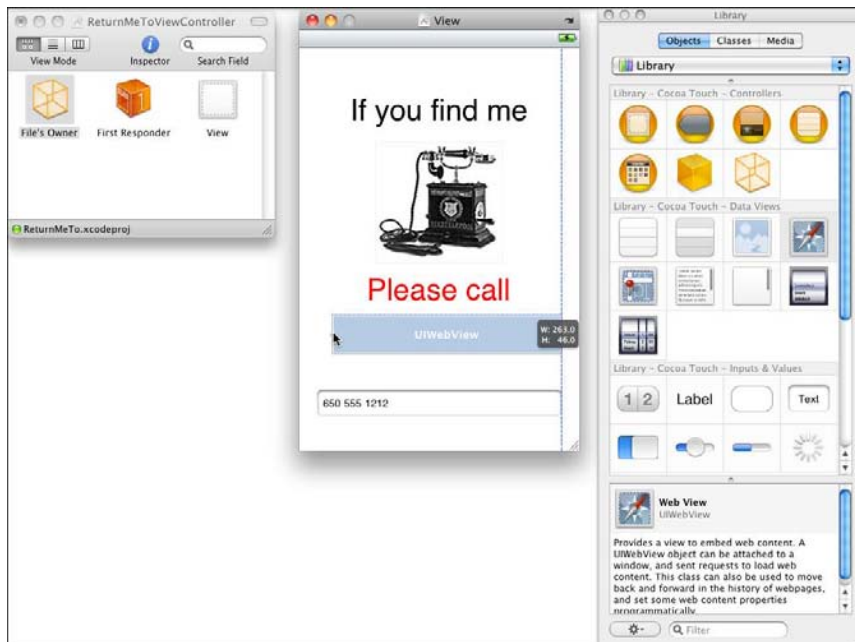 ReturnMeToViewController
View Mode
Inspector
Search Field
File's Owner
First Responder
View
ReturnMeTo.xcodeproj
View
If you find me
Please call
UIWebView
W: 263.0
H: 46.0
650 555 1212
Library
Objects
Classes
Media
Library
Library – Cocoa Touch – Controllers
Library – Cocoa Touch – Data Views
Library – Cocoa Touch – Inputs & Values
1 2
Label
Text
Web View
UIWebView
Provides a view to embed web content. A
UIWebView object can be attached to a
window, and sent requests to load web
content. This class can also be used to move
back and forward in the history of webpages,
and set some web content properties
programmatically.
Filter